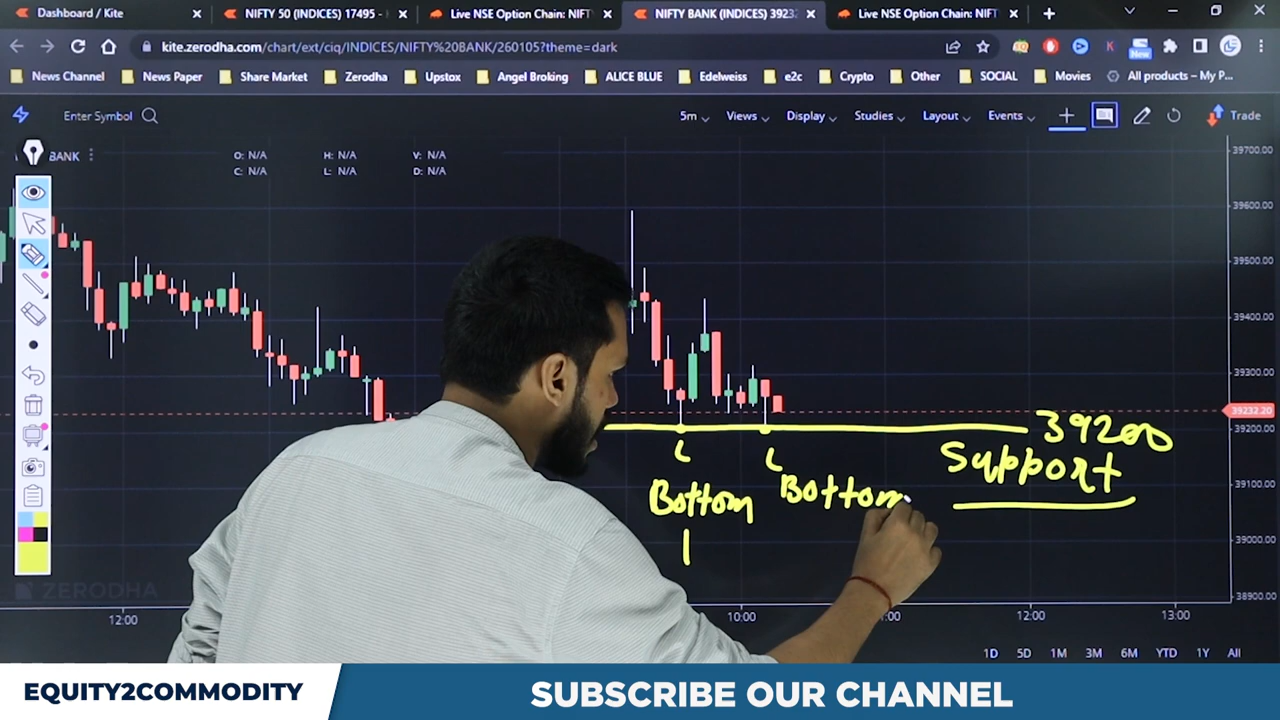 Dashboard / Kite
NIFTY 50 (INDICES) 17495 -
Live NSE Option Chain: NIFT
NIFTY BANK (INDICES) 3923
Live NSE Option Chain: NIFT
kite.zerodha.com/chart/ext/ciq/INDICES/NIFTY%20BANK/260105?theme=dark
New
News Channel
News Paper
Share Market
Zerodha
Upstox
Angel Broking
ALICE BLUE
Edelweiss
e2c
Crypto
Other
SOCIAL
Movies
All products – My P...
Enter Symbol
5m
Views
Display
Studies
Layout
Events
Trade
BANK
O: N/A H: N/A V: N/A
C: N/A L: N/A D: N/A
39700.00
39600.00
39500.00
39400.00
39300.00
39232.20
39200.00
39100.00
39000.00
38900.00
39200
Support
Bottom
Bottom
1
ZERODHA
12:00
10:00
:00
12:00
13:00
1D 5D 1M 3M 6M YTD 1Y All
EQUITY2COMMODITY
SUBSCRIBE OUR CHANNEL